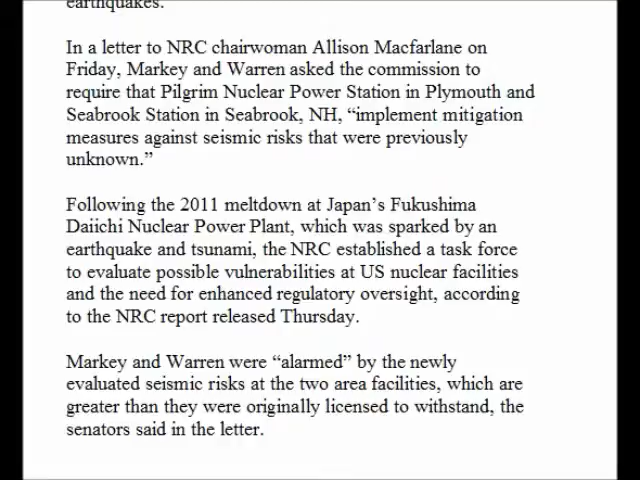 earthquakes.
In a letter to NRC chairwoman Allison Macfarlane on
Friday, Markey and Warren asked the commission to
require that Pilgrim Nuclear Power Station in Plymouth and
Seabrook Station in Seabrook, NH, “implement mitigation
measures against seismic risks that were previously
unknown.”
Following the 2011 meltdown at Japan’s Fukushima
Daiichi Nuclear Power Plant, which was sparked by an
earthquake and tsunami, the NRC established a task force
to evaluate possible vulnerabilities at US nuclear facilities
and the need for enhanced regulatory oversight, according
to the NRC report released Thursday.
Markey and Warren were “alarmed” by the newly
evaluated seismic risks at the two area facilities, which are
greater than they were originally licensed to withstand, the
senators said in the letter.